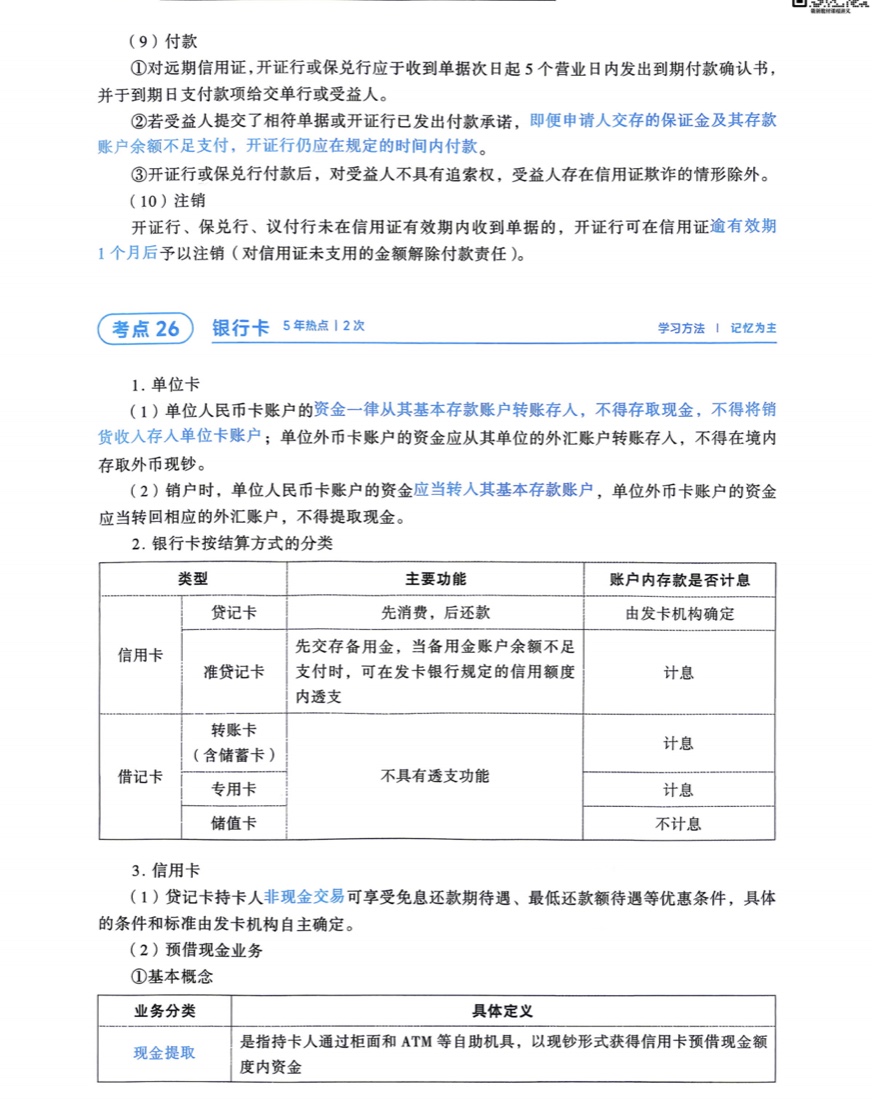 （9）付款
①对远期信用证，开证行或保兑行应于收到单据次日起 5 个营业日内发出到期付款确认书，
并于到期日支付款项给交单行或受益人。
②若受益人提交了相符单据或开证行已发出付款承诺，即便申请人交存的保证金及其存款
账户余额不足支付，开证行仍应在规定的时间内付款。
③开证行或保兑行付款后，对受益人不具有追索权，受益人存在信用证欺诈的情形除外。
（10）注销
开证行、保兑行、议付行未在信用证有效期内收到单据的，开证行可在信用证逾有效期
1 个月后予以注销（对信用证未支用的金额解除付款责任）。
考点 26 银行卡 5 年热点 | 2 次 学习方法 | 记忆为主
1. 单位卡
（1）单位人民币卡账户的资金一律从其基本存款账户转账存人，不得存取现金，不得将销
货收人存人单位卡账户；单位外币卡账户的资金应从其单位的外汇账户转账存人，不得在境内
存取外币现钞。
（2）销户时，单位人民币卡账户的资金应当转人其基本存款账户，单位外币卡账户的资金
应当转回相应的外汇账户，不得提取现金。
2. 银行卡按结算方式的分类
类型 主要功能 账户内存款是否计息
信用卡 贷记卡 先消费，后还款 由发卡机构确定
准贷记卡 先交存备用金，当备用金账户余额不足
支付时，可在发卡银行规定的信用额度
内透支 计息
借记卡 转账卡
（含储蓄卡） 不具有透支功能 计息
专用卡 计息
储值卡 不计息
3. 信用卡
（1）贷记卡持卡人非现金交易可享受免息还款期待遇、最低还款额待遇等优惠条件，具体
的条件和标准由发卡机构自主确定。
（2）预借现金业务
①基本概念
业务分类 具体定义
现金提取 是指持卡人通过柜面和 ATM 等自助机具，以现钞形式获得信用卡预借现金额
度内资金